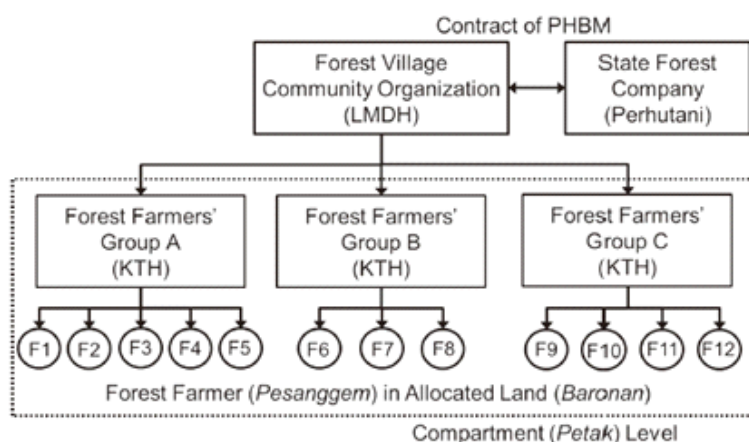 Contract of PHBM
Forest Village
Community Organization
(LMDH)
State Forest
Company
(Perhutani)
Forest Farmers'
Group A
(KTH)
Forest Farmers'
Group B
(KTH)
Forest Farmers'
Group C
(KTH)
F1 F2 F3 F4 F5 F6 F7 F8 F9 F10 F11 F12
Forest Farmer (Pesanggem) in Allocated Land (Baronan)
Compartment (Petak) Level